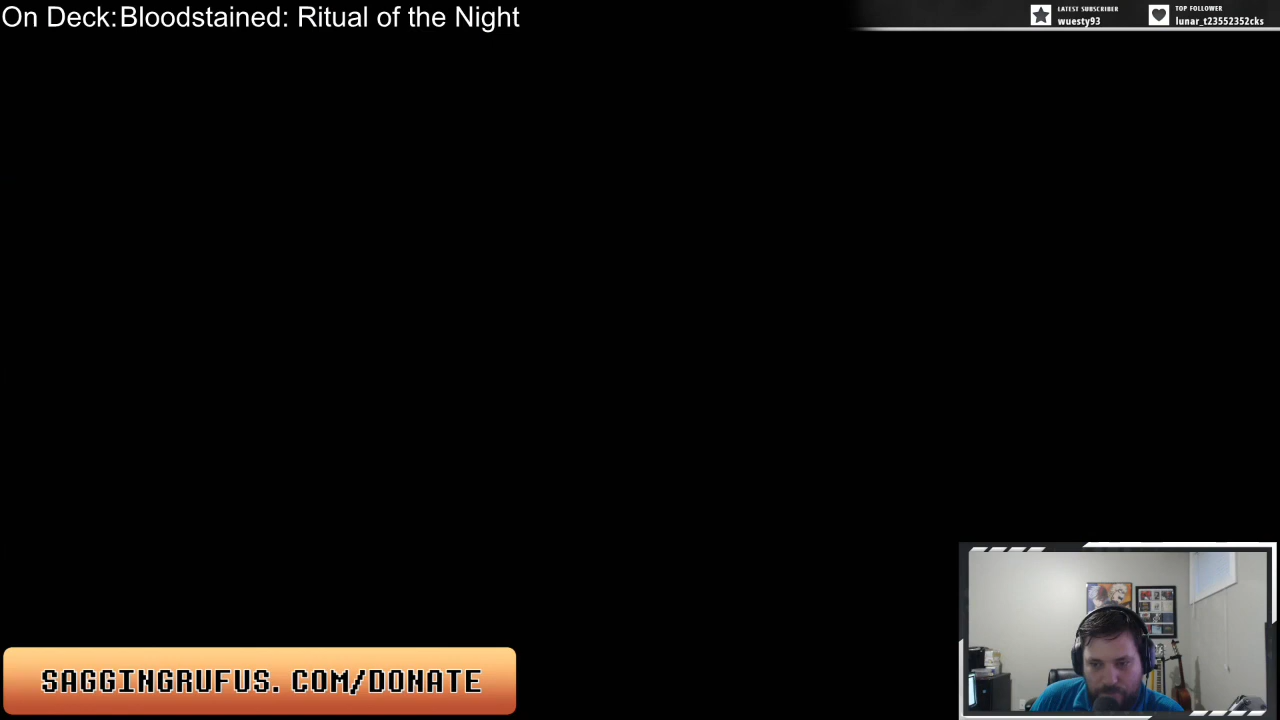 On Deck:Bloodstained: Ritual of the Night
LATEST SUBSCRIBER
wuesty93
TOP FOLLOWER
lunar_t23552352cks
SAGGINGRUFUS. COM/DONATE